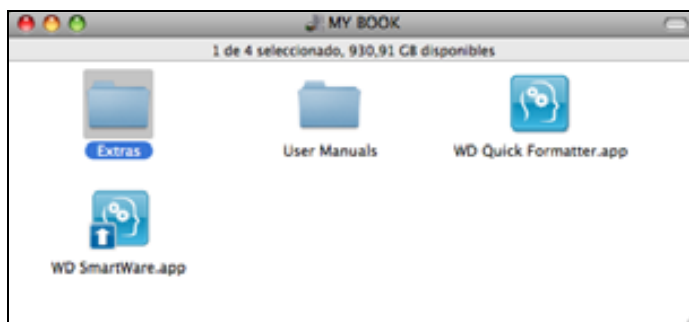 MY BOOK
1 de 4 seleccionado, 930,91 GB disponibles
Extras
User Manuals
WD Quick Formatter.app
WD SmartWare.app